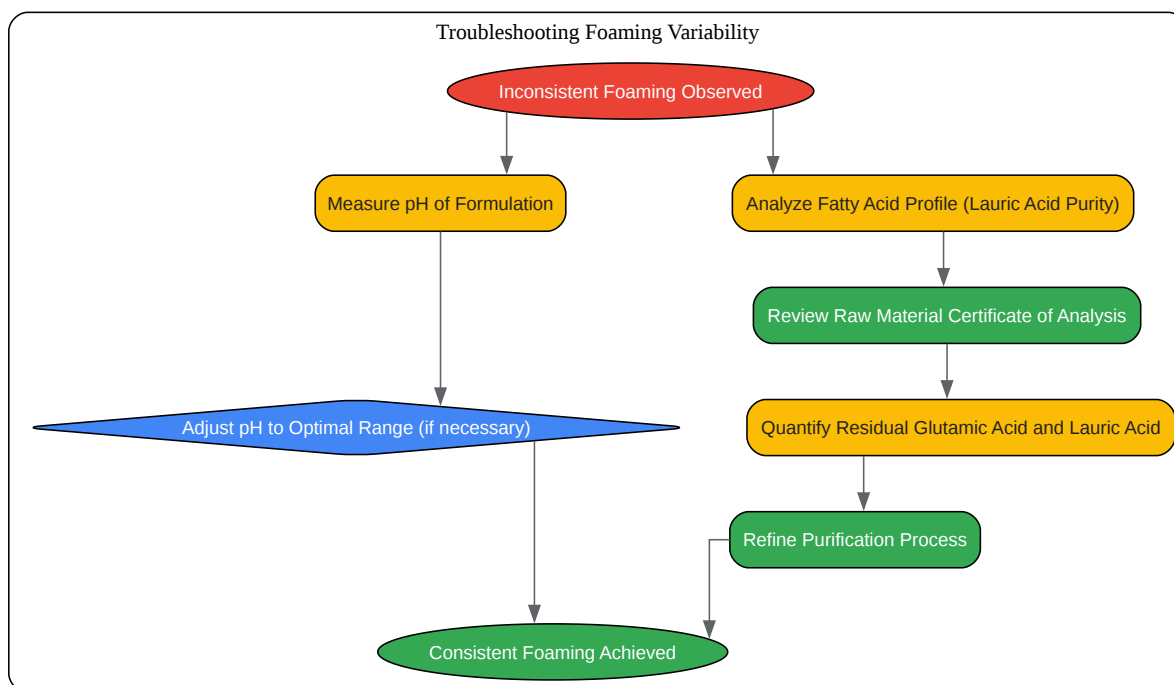 Troubleshooting Foaming Variability
Inconsistent Foaming Observed
Measure pH of Formulation
Analyze Fatty Acid Profile (Lauric Acid Purity)
Review Raw Material Certificate of Analysis
Adjust pH to Optimal Range (if necessary)
Quantify Residual Glutamic Acid and Lauric Acid
Refine Purification Process
Consistent Foaming Achieved